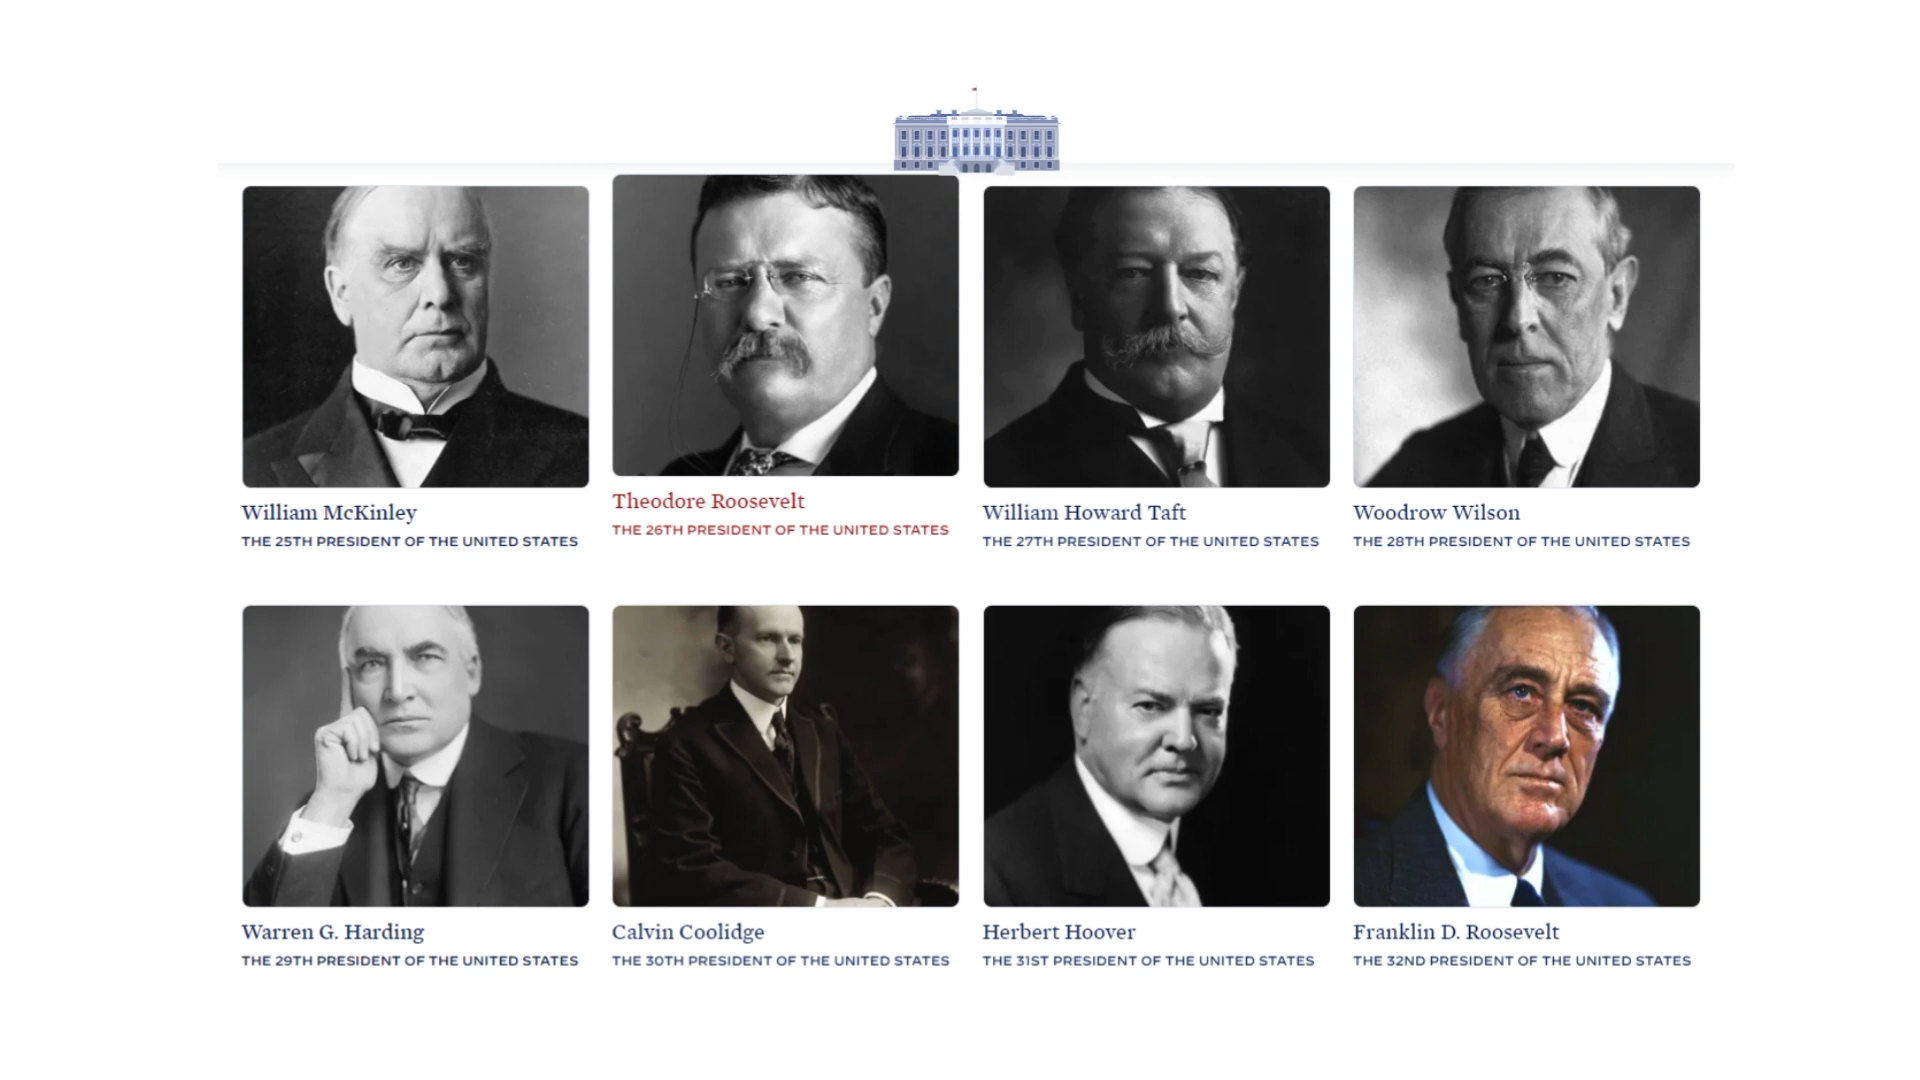 William McKinley
THE 25TH PRESIDENT OF THE UNITED STATES
Theodore Roosevelt
THE 26TH PRESIDENT OF THE UNITED STATES
William Howard Taft
THE 27TH PRESIDENT OF THE UNITED STATES
Woodrow Wilson
THE 28TH PRESIDENT OF THE UNITED STATES
Warren G. Harding
THE 29TH PRESIDENT OF THE UNITED STATES
Calvin Coolidge
THE 30TH PRESIDENT OF THE UNITED STATES
Herbert Hoover
THE 31ST PRESIDENT OF THE UNITED STATES
Franklin D. Roosevelt
THE 32ND PRESIDENT OF THE UNITED STATES